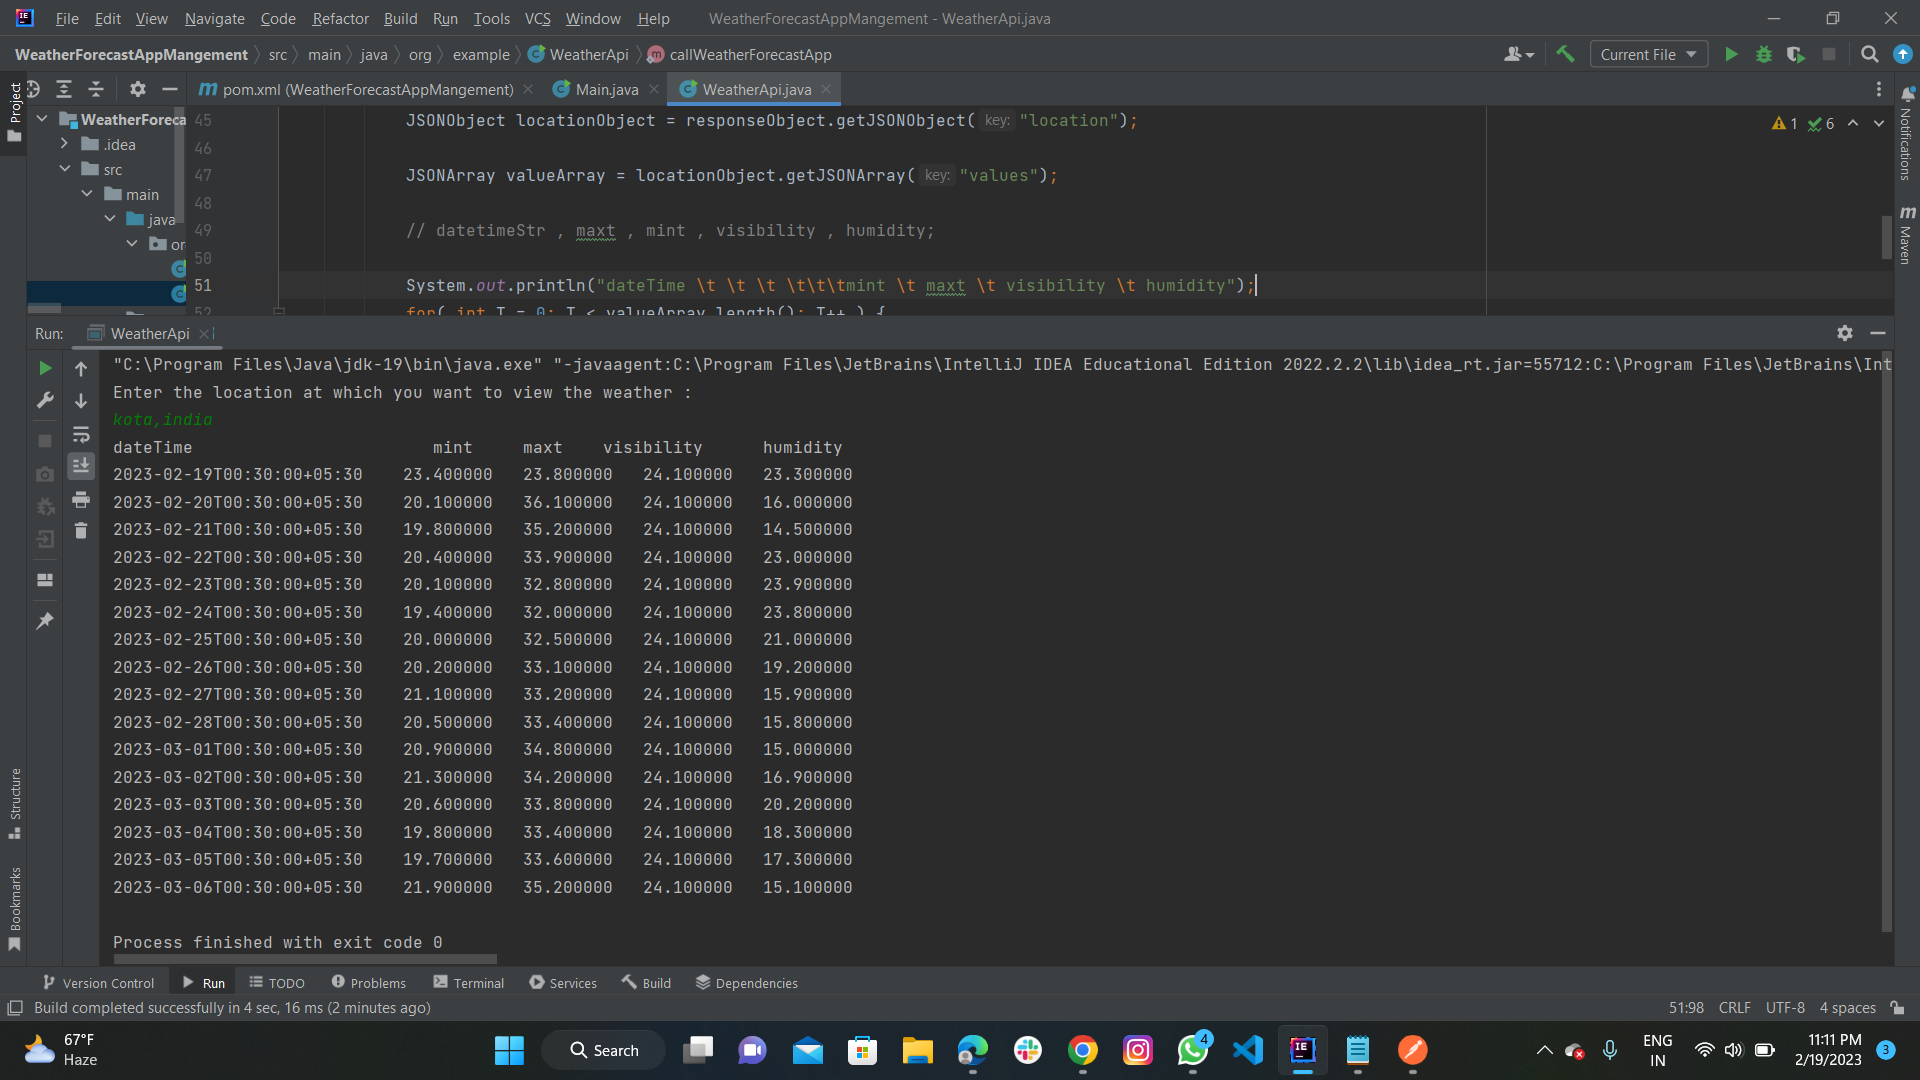 File Edit View Navigate Code Refactor Build Run Tools VCS Window Help WeatherForecastAppMangement - WeatherApi.java
WeatherForecastAppMangement src main java org example WeatherApi callWeatherForecastApp Current File
pom.xml (WeatherForecastAppMangement) Main.java WeatherApi.java
Project
WeatherForeca
.idea
src
main
java
or
45 JSONObject locationObject = responseObject.getJSONObject( key: "location");
46
47 JSONArray valueArray = locationObject.getJSONArray( key: "values");
48
49 // datetimeStr , maxt , mint , visibility , humidity;
50
51 System.out.println("dateTime \t \t \t \t\t\tmint \t maxt \t visibility \t humidity");
52 for( int I = 0; I < valueArray.length(); I++ ) {
1 6
Notifications
Maven
Run: WeatherApi
"C:\Program Files\Java\jdk-19\bin\java.exe" "-javaagent:C:\Program Files\JetBrains\IntelliJ IDEA Educational Edition 2022.2.2\lib\idea_rt.jar=55712:C:\Program Files\JetBrains\Int
Enter the location at which you want to view the weather :
kota,india
dateTime mint maxt visibility humidity
2023-02-19T00:30:00+05:30 23.400000 23.800000 24.100000 23.300000
2023-02-20T00:30:00+05:30 20.100000 36.100000 24.100000 16.000000
2023-02-21T00:30:00+05:30 19.800000 35.200000 24.100000 14.500000
2023-02-22T00:30:00+05:30 20.400000 33.900000 24.100000 23.000000
2023-02-23T00:30:00+05:30 20.100000 32.800000 24.100000 23.900000
2023-02-24T00:30:00+05:30 19.400000 32.000000 24.100000 23.800000
2023-02-25T00:30:00+05:30 20.000000 32.500000 24.100000 21.000000
2023-02-26T00:30:00+05:30 20.200000 33.100000 24.100000 19.200000
2023-02-27T00:30:00+05:30 21.100000 33.200000 24.100000 15.900000
2023-02-28T00:30:00+05:30 20.500000 33.400000 24.100000 15.800000
2023-03-01T00:30:00+05:30 20.900000 34.800000 24.100000 15.000000
2023-03-02T00:30:00+05:30 21.300000 34.200000 24.100000 16.900000
2023-03-03T00:30:00+05:30 20.600000 33.800000 24.100000 20.200000
2023-03-04T00:30:00+05:30 19.800000 33.400000 24.100000 18.300000
2023-03-05T00:30:00+05:30 19.700000 33.600000 24.100000 17.300000
2023-03-06T00:30:00+05:30 21.900000 35.200000 24.100000 15.100000
Process finished with exit code 0
Structure
Bookmarks
Version Control Run TODO Problems Terminal Services Build Dependencies
Build completed successfully in 4 sec, 16 ms (2 minutes ago) 51:98 CRLF UTF-8 4 spaces
67°F
Haze
Search
4
ENG
IN
11:11 PM
2/19/2023
3